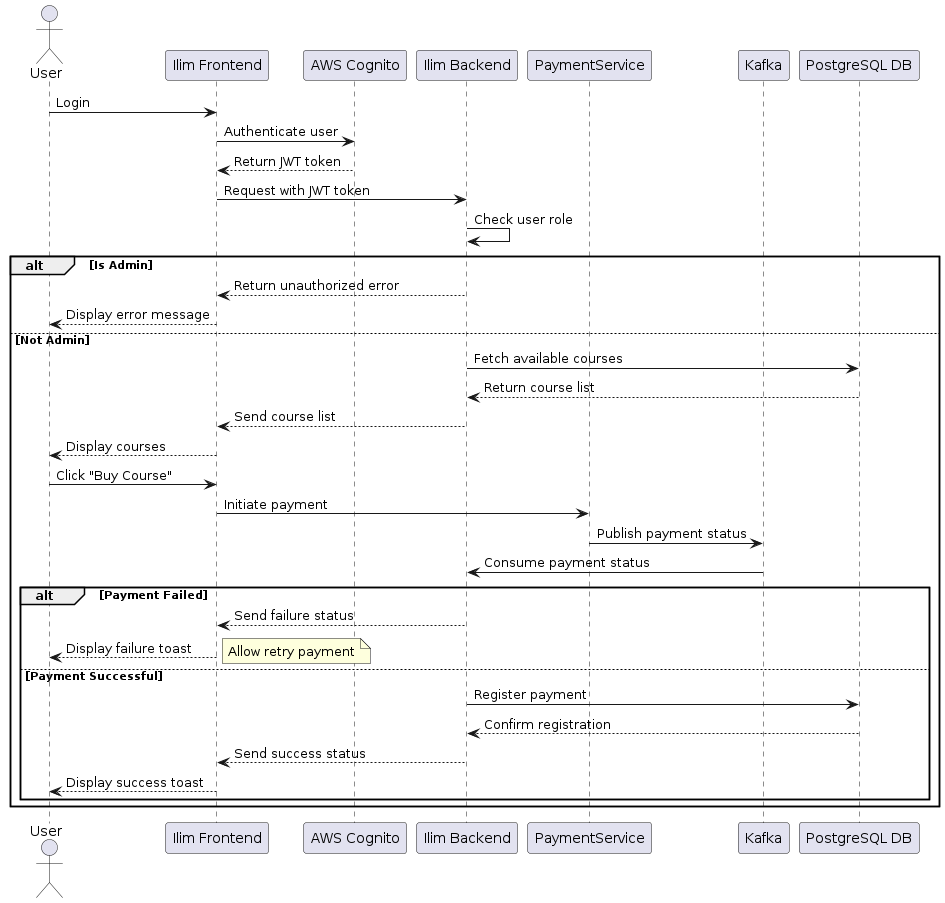 User
Ilim Frontend
AWS Cognito
Ilim Backend
PaymentService
Kafka
PostgreSQL DB
Login
Authenticate user
Return JWT token
Request with JWT token
Check user role
alt [Is Admin]
Return unauthorized error
Display error message
[Not Admin]
Fetch available courses
Return course list
Send course list
Display courses
Click "Buy Course"
Initiate payment
Publish payment status
Consume payment status
alt [Payment Failed]
Send failure status
Display failure toast
Allow retry payment
[Payment Successful]
Register payment
Confirm registration
Send success status
Display success toast
User
Ilim Frontend
AWS Cognito
Ilim Backend
PaymentService
Kafka
PostgreSQL DB